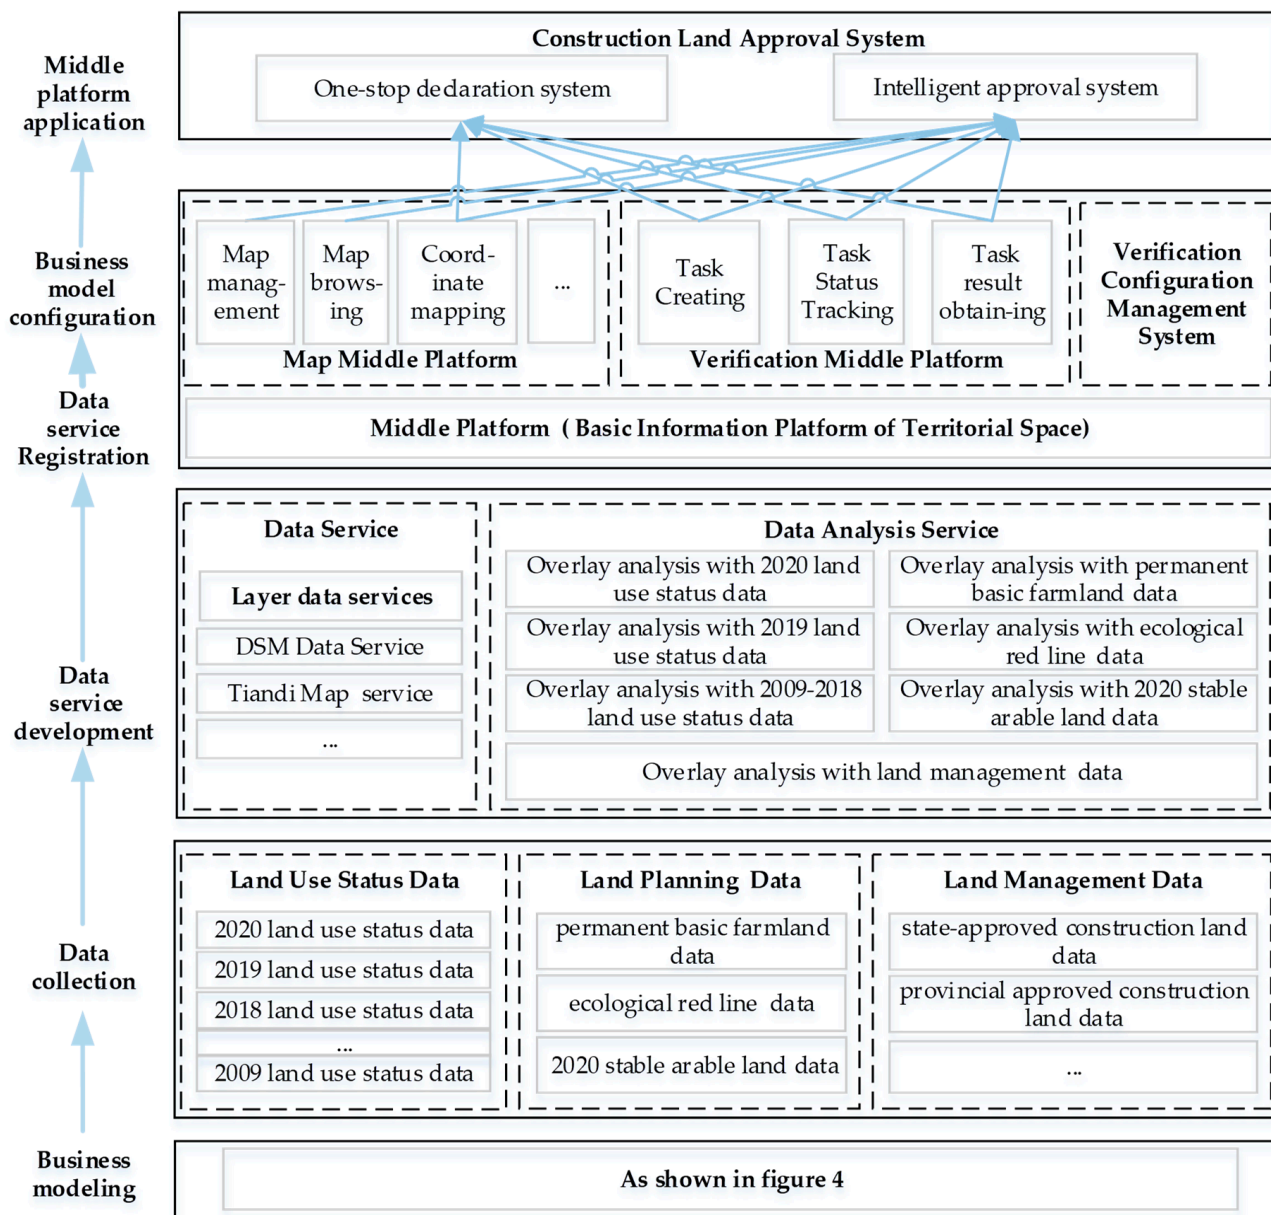 Middle
platform
application
Construction Land Approval System
One-stop declaration system
Intelligent approval system
Business
model
configuration
Map
manag-
ement
Map
brows-
ing
Coord-
inate
mapping
...
Map Middle Platform
Task
Creating
Task
Status
Tracking
Task
result
obtain-ing
Verification Middle Platform
Verification
Configuration
Management
System
Data
service
Registration
Middle Platform ( Basic Information Platform of Territorial Space)
Data
service
development
Data Service
Layer data services
DSM Data Service
Tiandi Map service
...
Data Analysis Service
Overlay analysis with 2020 land
use status data
Overlay analysis with permanent
basic farmland data
Overlay analysis with 2019 land
use status data
Overlay analysis with ecological
red line data
Overlay analysis with 2009-2018
land use status data
Overlay analysis with 2020 stable
arable land data
Overlay analysis with land management data
Data
collection
Land Use Status Data
2020 land use status data
2019 land use status data
2018 land use status data
...
2009 land use status data
Land Planning Data
permanent basic farmland
data
ecological red line data
2020 stable arable land data
Land Management Data
state-approved construction land
data
provincial approved construction
land data
...
Business
modeling
As shown in figure 4